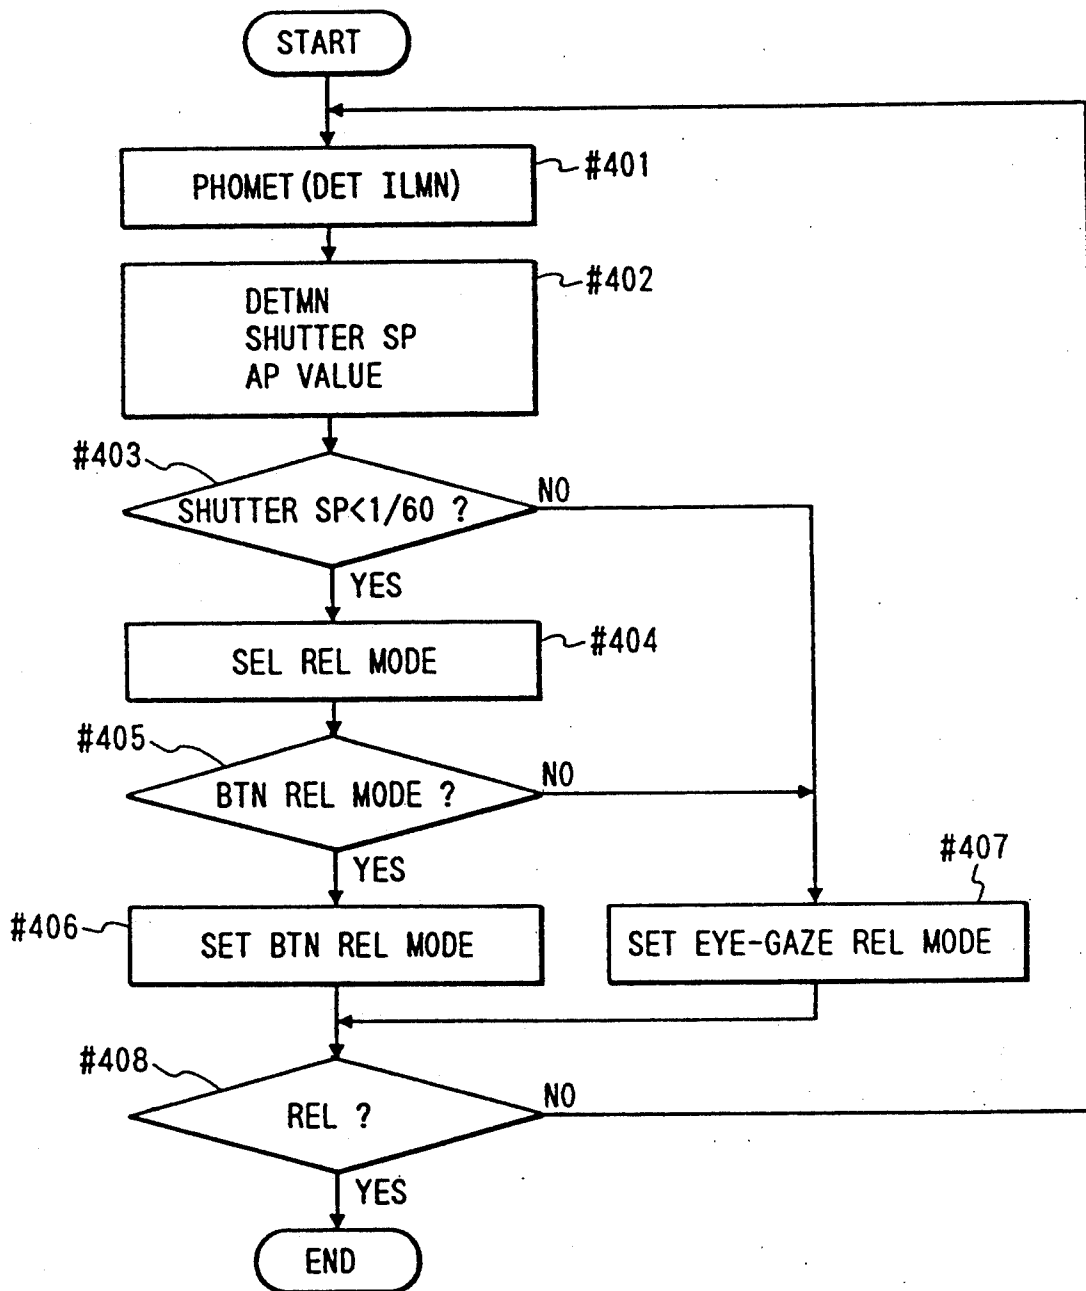 START
PHOMET(DET ILMN)
#401
DETMN
SHUTTER SP
AP VALUE
#402
#403
SHUTTER SP<1/60 ?
NO
YES
SEL REL MODE
#404
#405
BTN REL MODE ?
NO
YES
#406
SET BTN REL MODE
#407
SET EYE-GAZE REL MODE
#408
REL ?
NO
YES
END